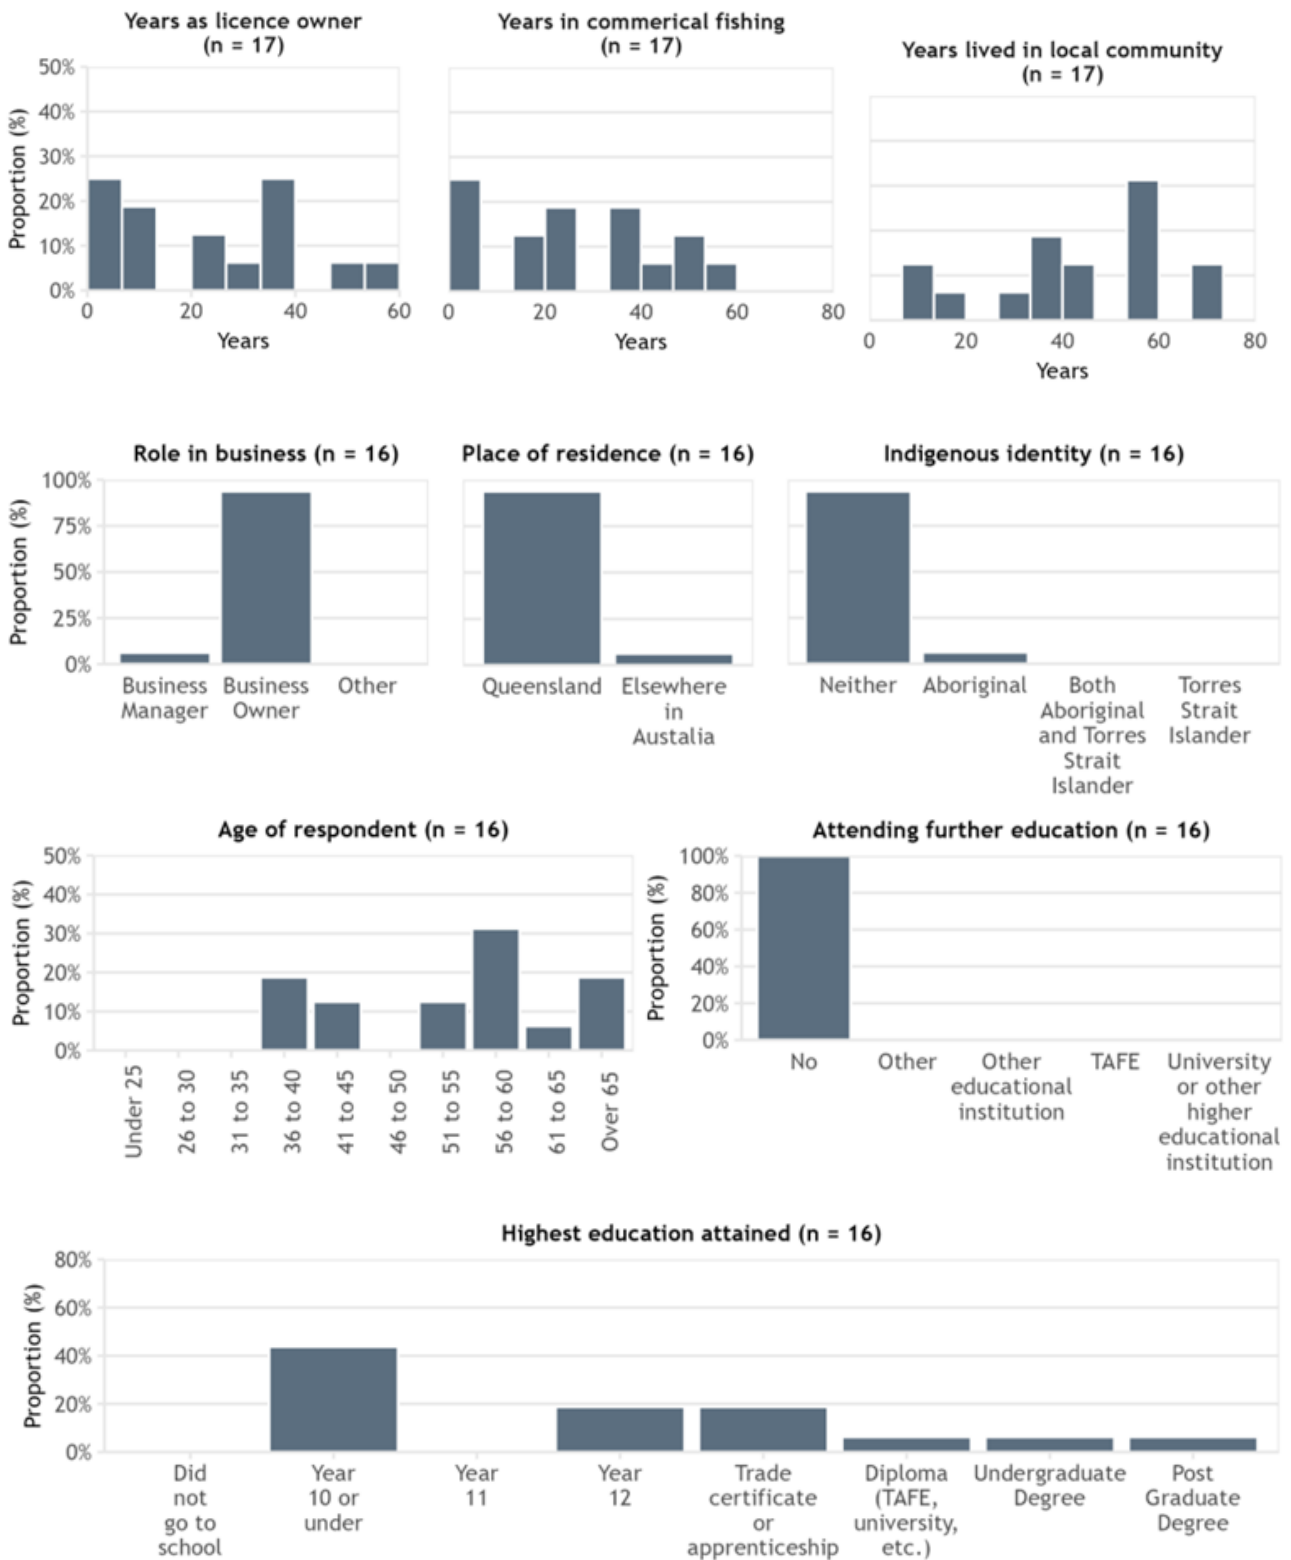 Years as licence owner
(n = 17)
Years in commerical fishing
(n = 17)
Years lived in local community
(n = 17)
Proportion (%)
50%
40%
30%
20%
10%
0%
0 20 40 60
Years
0 20 40 60 80
Years
0 20 40 60 80
Years
Role in business (n = 16)
Proportion (%)
100%
75%
50%
25%
0%
Business
Manager
Business
Owner
Other
Place of residence (n = 16)
Queensland
Elsewhere
in
Austalia
Indigenous identity (n = 16)
Neither
Aboriginal
Both
Aboriginal
and Torres
Strait
Islander
Torres
Strait
Islander
Age of respondent (n = 16)
Proportion (%)
50%
40%
30%
20%
10%
0%
Under 25
26 to 30
31 to 35
36 to 40
41 to 45
46 to 50
51 to 55
56 to 60
61 to 65
Over 65
Attending further education (n = 16)
Proportion (%)
100%
80%
60%
40%
20%
0%
No
Other
Other
educational
institution
TAFE
University
or other
higher
educational
institution
Highest education attained (n = 16)
Proportion (%)
80%
60%
40%
20%
0%
Did
not
go to
school
Year
10 or
under
Year
11
Year
12
Trade
certificate
or
apprenticeship
Diploma
(TAFE,
university,
etc.)
Undergraduate
Degree
Post
Graduate
Degree